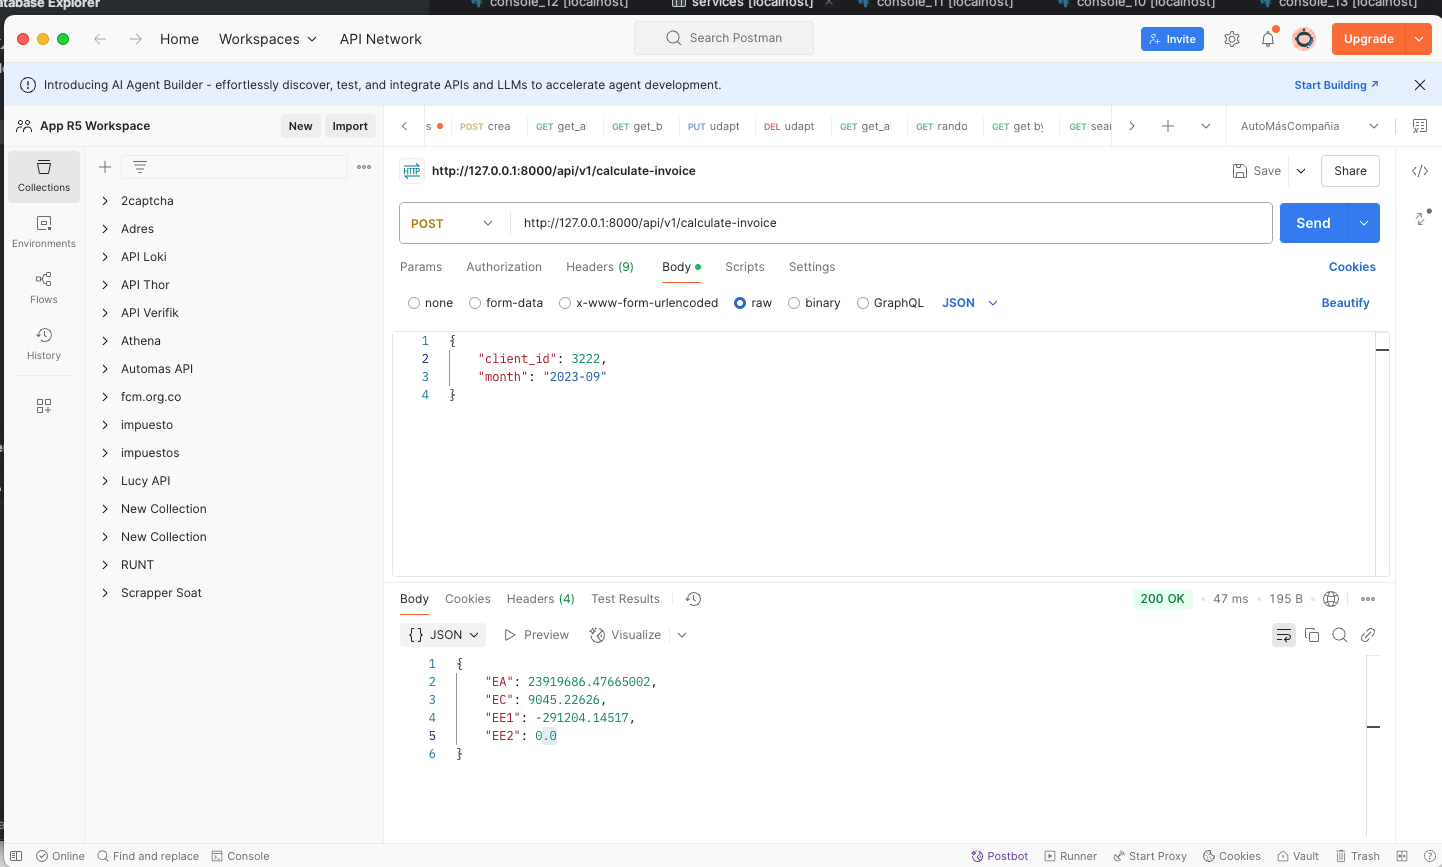 atabase Explorer
console_12 [localhost]
services [localhost]
console_11 [localhost]
console_10 [localhost]
console_13 [localhost]
Home
Workspaces
API Network
Search Postman
Invite
Upgrade
Introducing AI Agent Builder - effortlessly discover, test, and integrate APIs and LLMs to accelerate agent development.
Start Building
App R5 Workspace
New
Import
s
POST crea
GET get_a
GET get_b
PUT udapt
DEL udapt
GET get_a
GET rando
GET get by
GET sear
AutoMásCompañia
Collections
Environments
Flows
History
2captcha
Adres
API Loki
API Thor
API Verifik
Athena
Automas API
fcm.org.co
impuesto
impuestos
Lucy API
New Collection
New Collection
RUNT
Scrapper Soat
HTTP
http://127.0.0.1:8000/api/v1/calculate-invoice
Save
Share
POST
http://127.0.0.1:8000/api/v1/calculate-invoice
Send
Params
Authorization
Headers (9)
Body
Scripts
Settings
Cookies
none
form-data
x-www-form-urlencoded
raw
binary
GraphQL
JSON
Beautify
1 {
2 "client_id": 3222,
3 "month": "2023-09"
4 }
Body
Cookies
Headers (4)
Test Results
200 OK
47 ms
195 B
{} JSON
Preview
Visualize
1 {
2 "EA": 23919686.47665002,
3 "EC": 9045.22626,
4 "EE1": -291204.14517,
5 "EE2": 0.0
6 }
Online
Find and replace
Console
Postbot
Runner
Start Proxy
Cookies
Vault
Trash